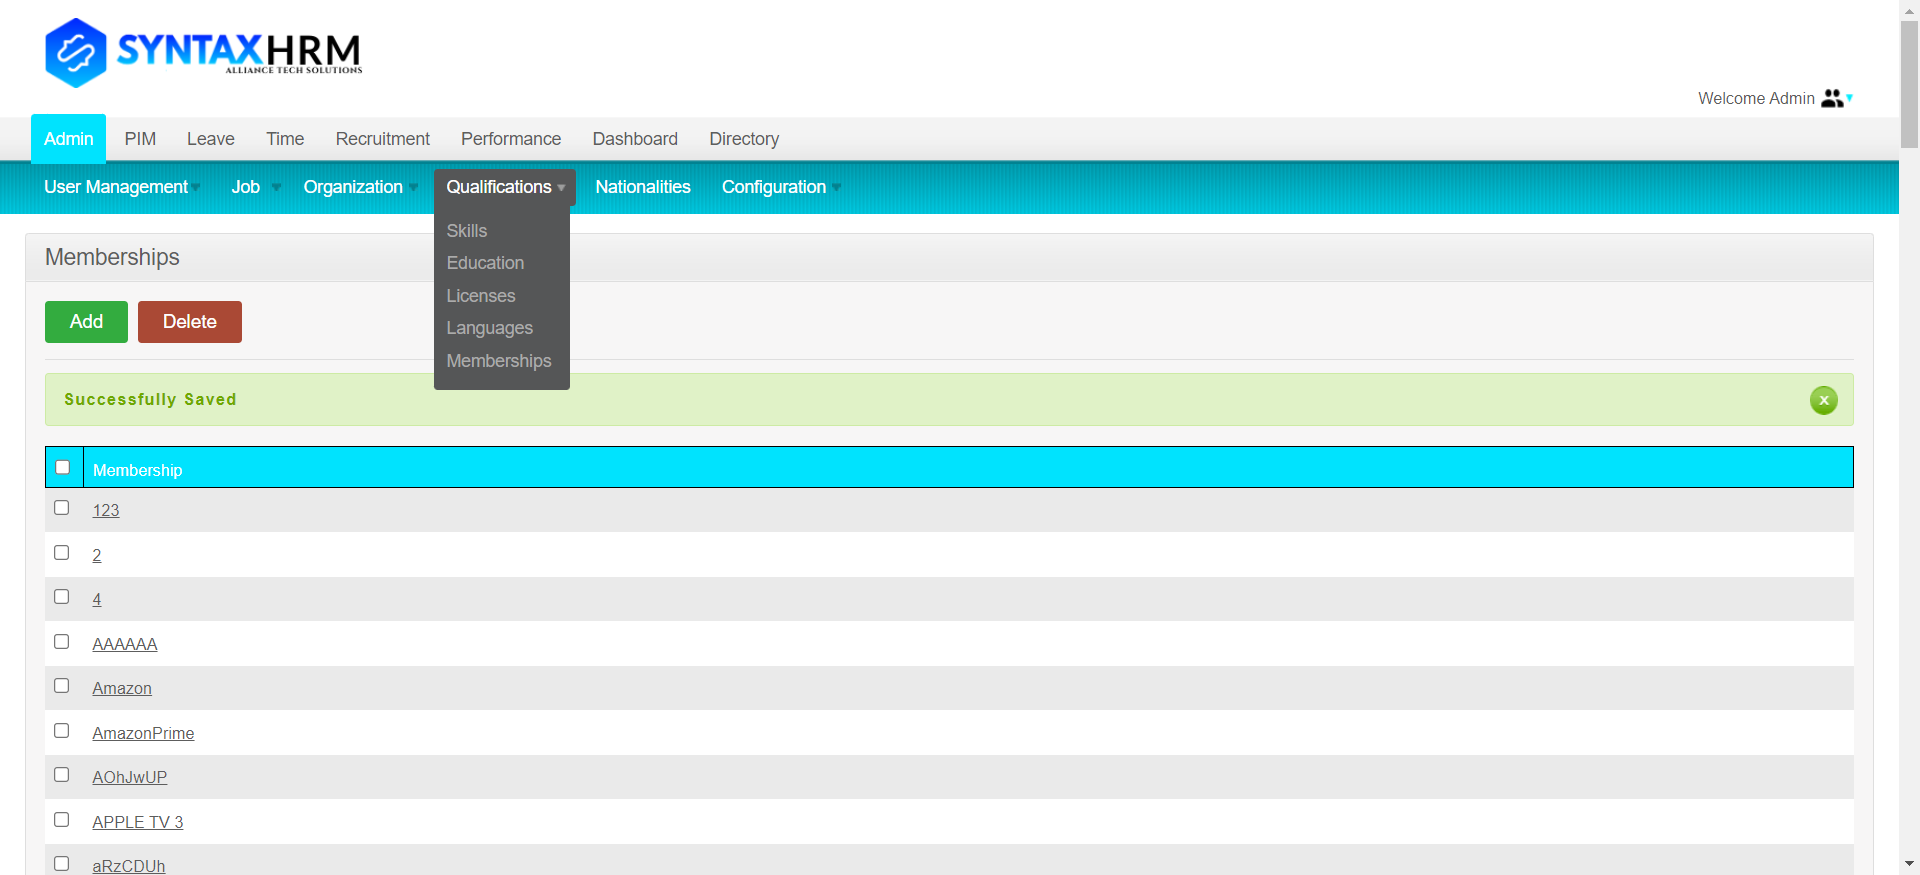 SYNTAXHRM
ALLIANCE TECH SOLUTIONS
Welcome Admin
Admin PIM Leave Time Recruitment Performance Dashboard Directory
User Management Job Organization Qualifications Nationalities Configuration
Skills
Education
Licenses
Languages
Memberships
Memberships
Add Delete
Successfully Saved
x
Membership
123
2
4
AAAAAA
Amazon
AmazonPrime
AOhJwUP
APPLE TV 3
aRzCDUh